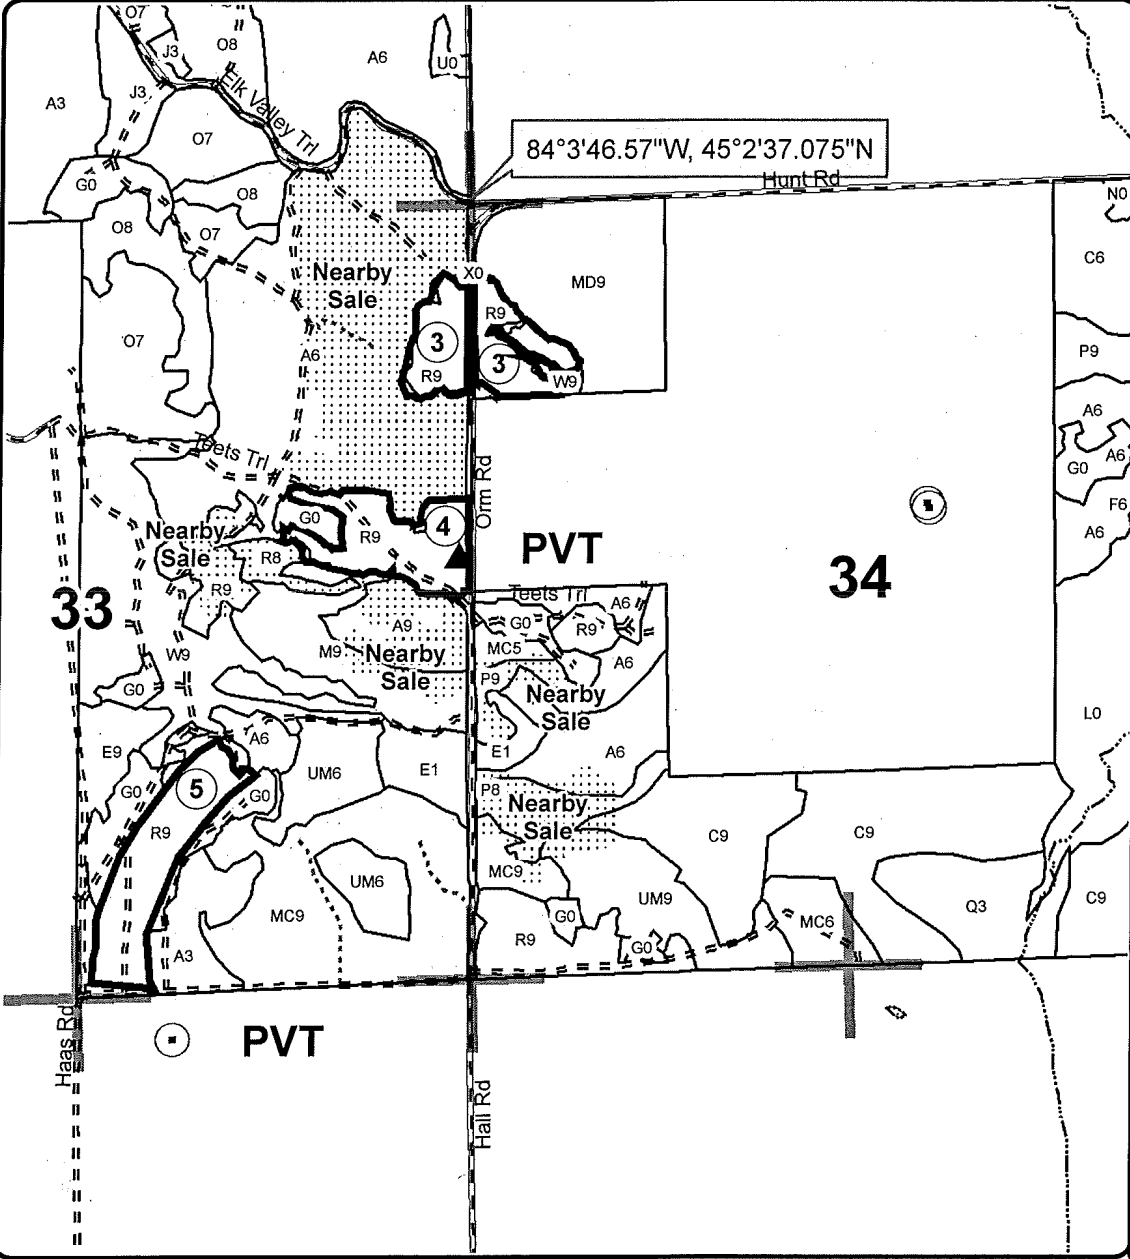 O7
J3
O8
A6
U0
A3
J3
Elk Valley Trl
O7
84°3'46.57"W, 45°2'37.075"N
Hunt Rd
G0
O8
N0
O8
O7
C6
Nearby
Sale
X0
MD9
R9
O7
3
3
A6
R9
W9
P9
A6
Teets Trl
A6
G0
Orm Rd
F6
G0
4
R9
A6
Nearby
Sale
PVT
R8
34
33
R9
Teets Trl
A6
G0
R9
A9
M9
MC5
A6
W9
Nearby
Sale
P9
G0
Nearby
Sale
L0
E9
A6
E1
A6
UM6
E1
G0
5
G0
P8
Nearby
Sale
R9
C9
C9
MC9
UM6
UM9
C9
MC9
G0
MC6
Q3
R9
G0
A3
Haas Rd
PVT
Hall Rd